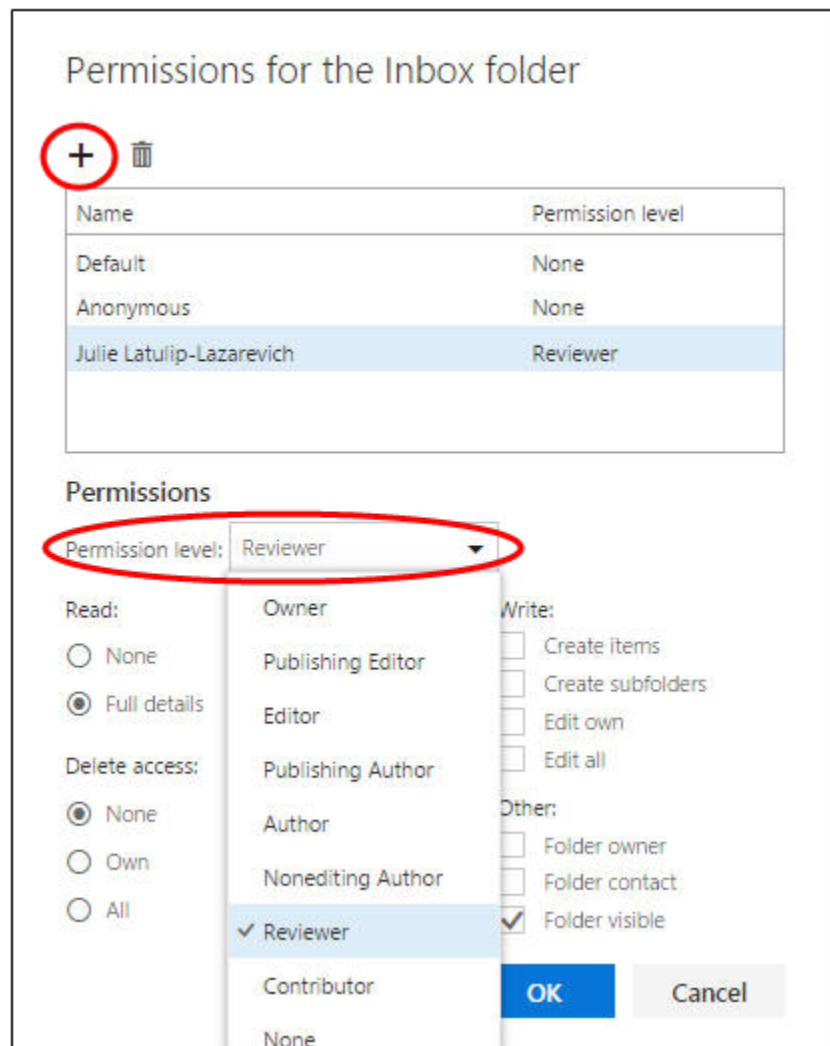 Permissions for the Inbox folder
+
Name Permission level
Default None
Anonymous None
Julie Latulip-Lazarevich Reviewer
Permissions
Permission level: Reviewer
Read:
None
Full details
Delete access:
None
Own
All
Owner
Publishing Editor
Editor
Publishing Author
Author
Nonediting Author
Reviewer
Contributor
None
Write:
Create items
Create subfolders
Edit own
Edit all
Other:
Folder owner
Folder contact
Folder visible
OK Cancel